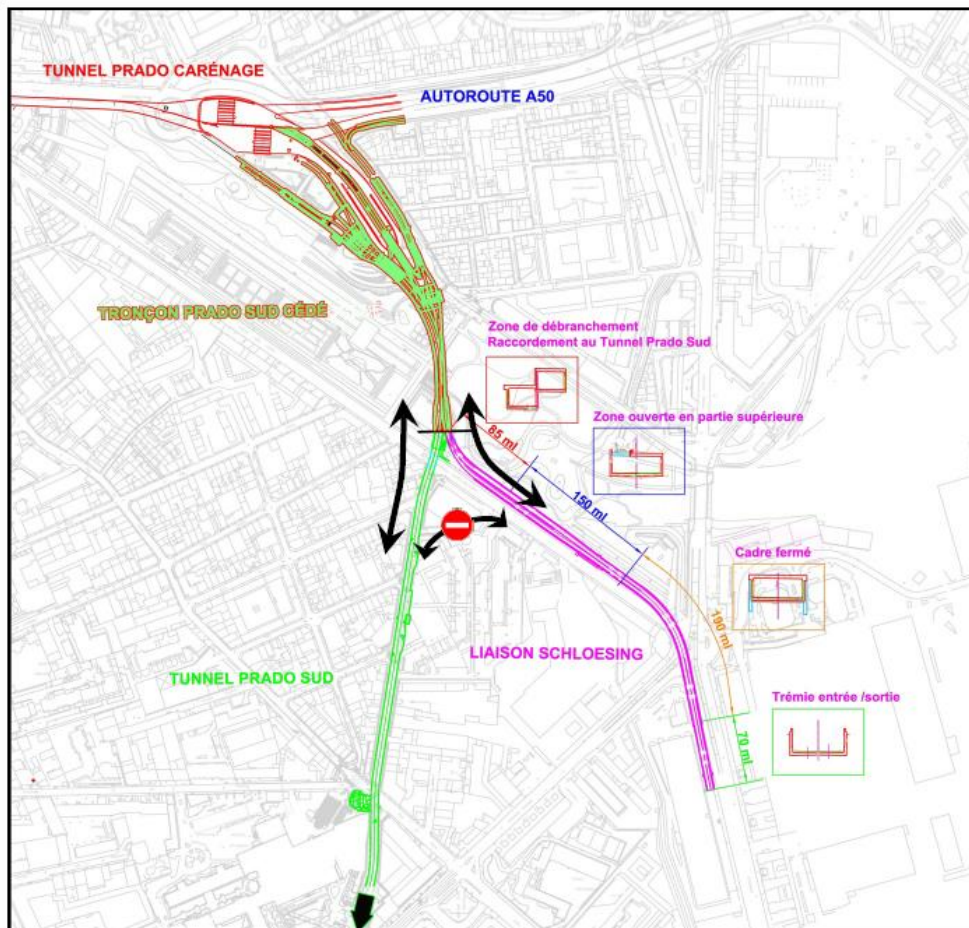 TUNNEL PRADO CARÉNAGE
AUTOROUTE A50
TRONÇON PRADO SUD CÉDÉ
Zone de débranchement
Raccordement au Tunnel Prado Sud
Zone ouverte en partie supérieure
85 ml
150 ml
Cadre fermé
190 ml
LIAISON SCHLOESING
TUNNEL PRADO SUD
Trémie entrée /sortie
70 ml